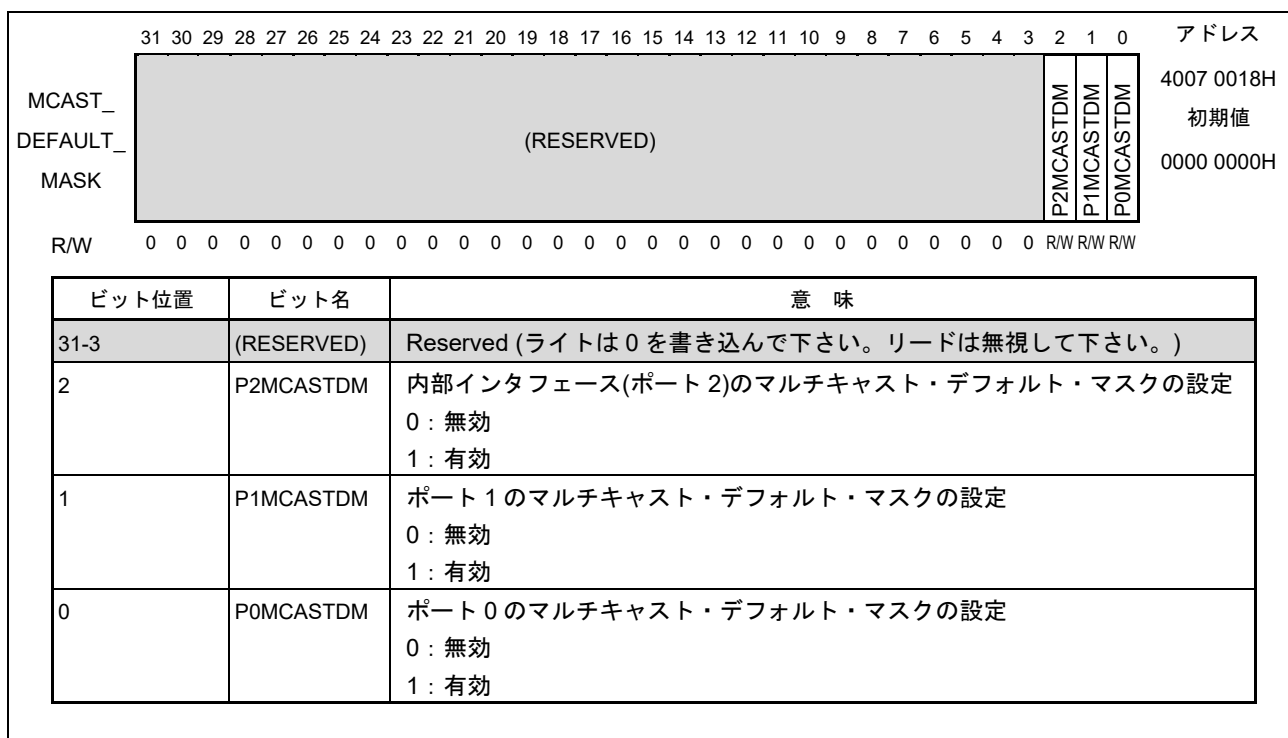 31 30 29 28 27 26 25 24 23 22 21 20 19 18 17 16 15 14 13 12 11 10 9 8 7 6 5 4 3 2 1 0 アドレス
MCAST_
DEFAULT_
MASK
(RESERVED)
P2MCASTDM
P1MCASTDM
P0MCASTDM
4007 0018H
初期値
0000 0000H
R/W 0 0 0 0 0 0 0 0 0 0 0 0 0 0 0 0 0 0 0 0 0 0 0 0 0 0 0 0 0 R/W R/W R/W
ビット位置 ビット名 意 味
31-3 (RESERVED) Reserved (ライトは 0 を書き込んで下さい。リードは無視して下さい。)
2 P2MCASTDM 内部インタフェース(ポート 2)のマルチキャスト・デフォルト・マスクの設定
0：無効
1：有効
1 P1MCASTDM ポート 1 のマルチキャスト・デフォルト・マスクの設定
0：無効
1：有効
0 P0MCASTDM ポート 0 のマルチキャスト・デフォルト・マスクの設定
0：無効
1：有効